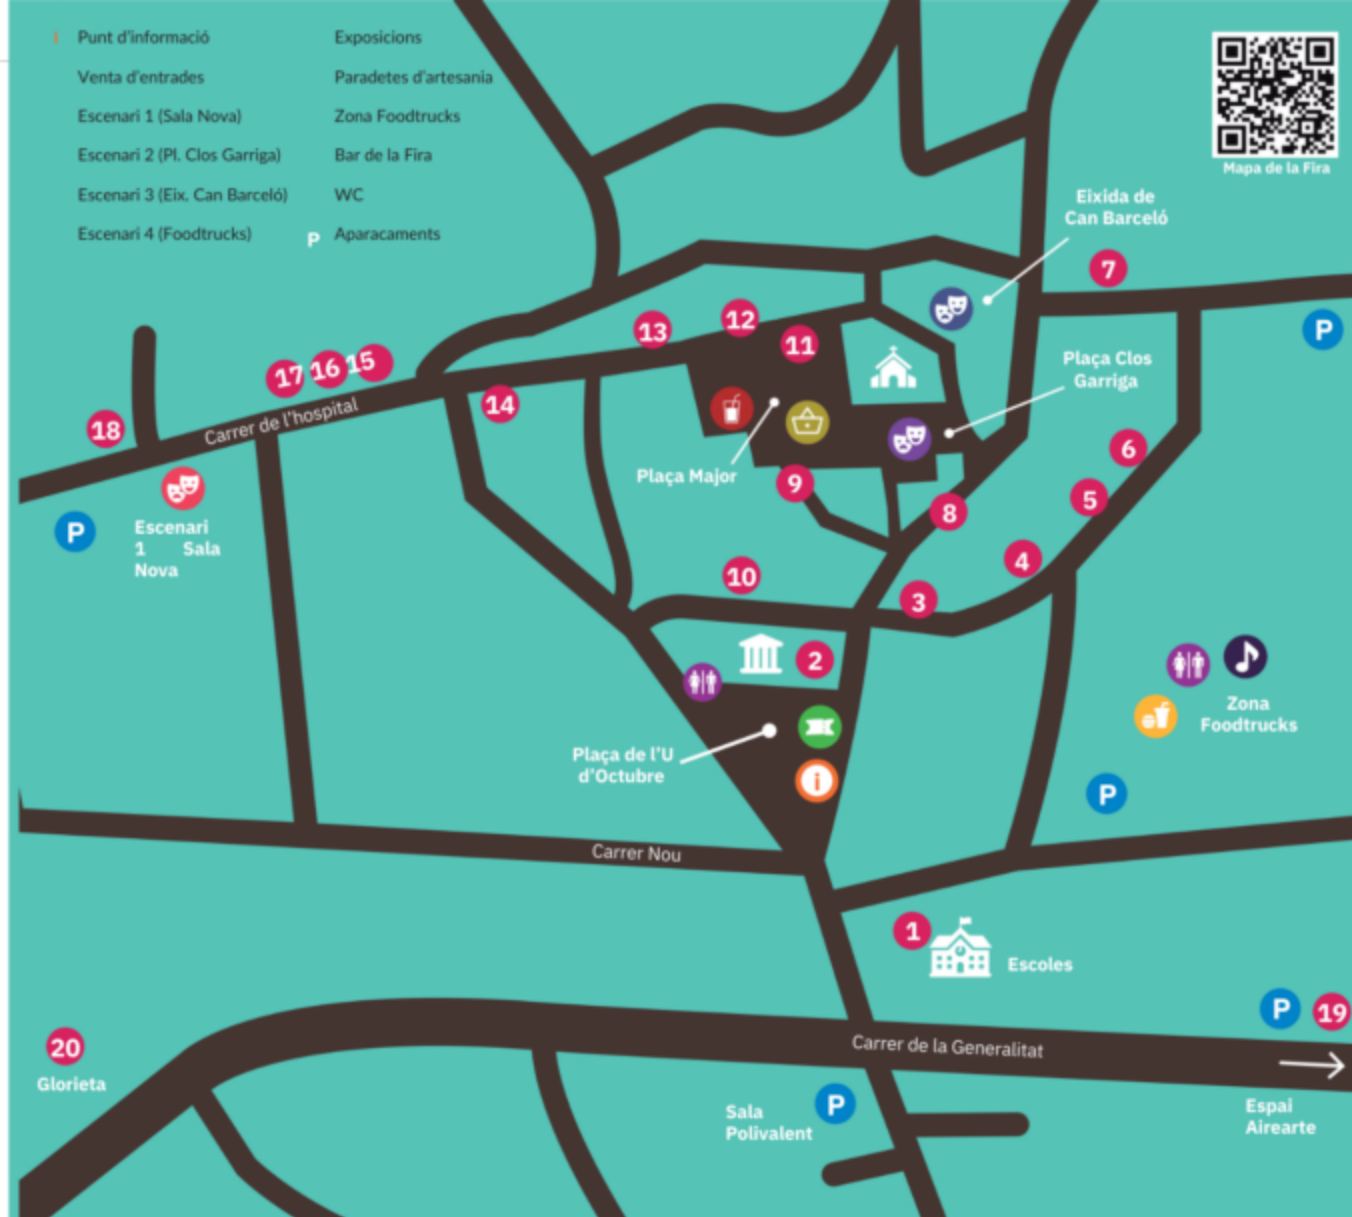 i Punt d'informació
Venta d'entrades
Escenari 1 (Sala Nova)
Escenari 2 (Pl. Clos Garriga)
Escenari 3 (Eix. Can Barceló)
Escenari 4 (Foodtrucks)
Exposicions
Paradetes d'artesania
Zona Foodtrucks
Bar de la Fira
WC
P Aparacaments
Mapa de la Fira
Eixida de
Can Barceló
7
P
12
13
11
Plaça Clos
Garriga
17 16 15
14
18
Carrer de l'hospital
6
Plaça Major
9
5
8
P
Escenari
1 Sala
Nova
4
10
3
2
Zona
Foodtrucks
Plaça de l'U
d'Octubre
i
P
Carrer Nou
1
Escoles
P
19
20
Glorieta
Carrer de la Generalitat
Sala
Polivalent
P
Espai
Airearte